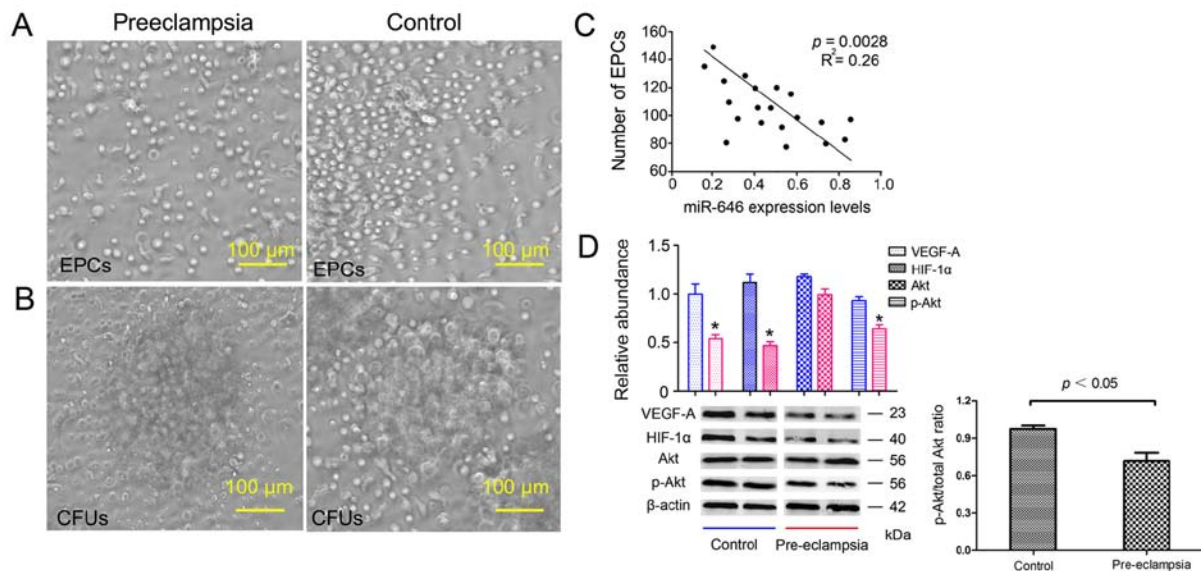 A
Preeclampsia
Control
100 µm
EPCs
100 µm
EPCs
B
100 µm
CFUs
100 µm
CFUs
C
Number of EPCs
160
140
120
100
80
60
p = 0.0028
R²= 0.26
0
0.2
0.4
0.6
0.8
1.0
miR-646 expression levels
D
Relative abundance
1.5
1.0
0.5
0
*
*
*
VEGF-A
HIF-1α
Akt
p-Akt
VEGF-A
23
HIF-1α
40
Akt
56
p-Akt
56
β-actin
42
kDa
Control
Pre-eclampsia
p < 0.05
p-Akt/total Akt ratio
1.2
0.9
0.6
0.3
0.0
Control
Pre-eclampsia